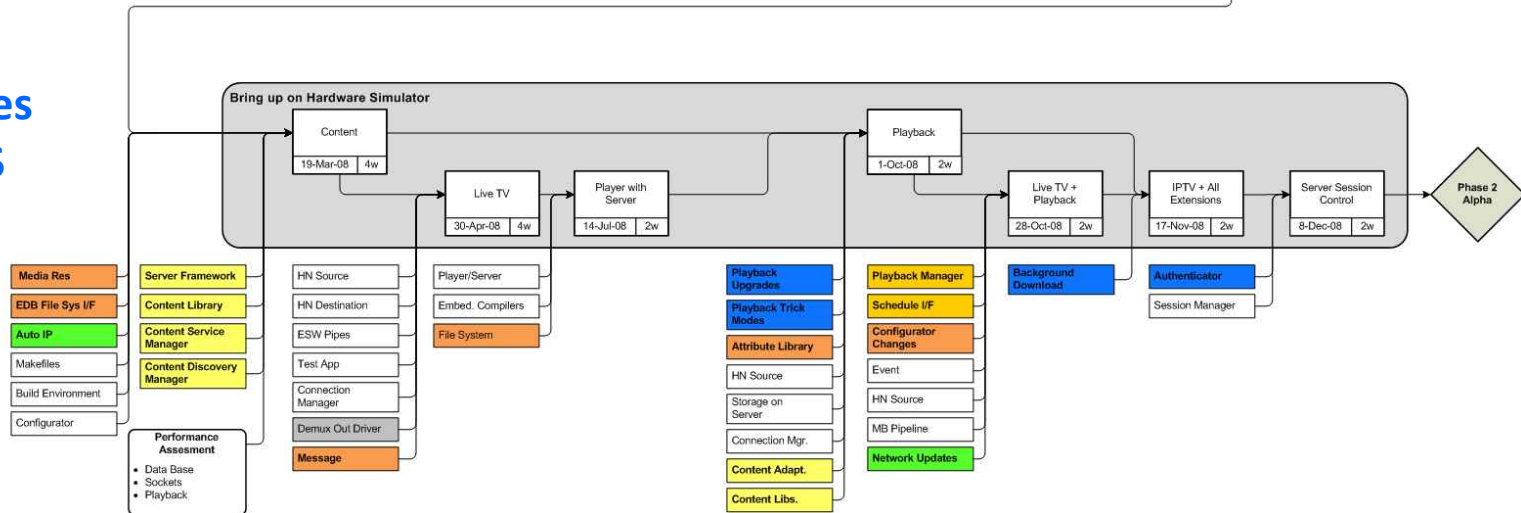 es
s
Bring up on Hardware Simulator
Content
19-Mar-08 4w
Live TV
30-Apr-08 4w
Player with
Server
14-Jul-08 2w
Playback
1-Oct-08 2w
Live TV +
Playback
28-Oct-08 2w
IPTV + All
Extensions
17-Nov-08 2w
Server Session
Control
8-Dec-08 2w
Phase 2
Alpha
Media Res
EDB File Sys I/F
Auto IP
Makefiles
Build Environment
Configurator
Server Framework
Content Library
Content Service
Manager
Content Discovery
Manager
Performance
Assesment
• Data Base
• Sockets
• Playback
HN Source
HN Destination
ESW Pipes
Test App
Connection
Manager
Demux Out Driver
Message
Player/Server
Embed. Compilers
File System
Playback
Upgrades
Playback Trick
Modes
Attribute Library
HN Source
Storage on
Server
Connection Mgr.
Content Adapt.
Content Libs.
Playback Manager
Schedule I/F
Configurator
Changes
Event
HN Source
MB Pipeline
Network Updates
Background
Download
Authenticator
Session Manager